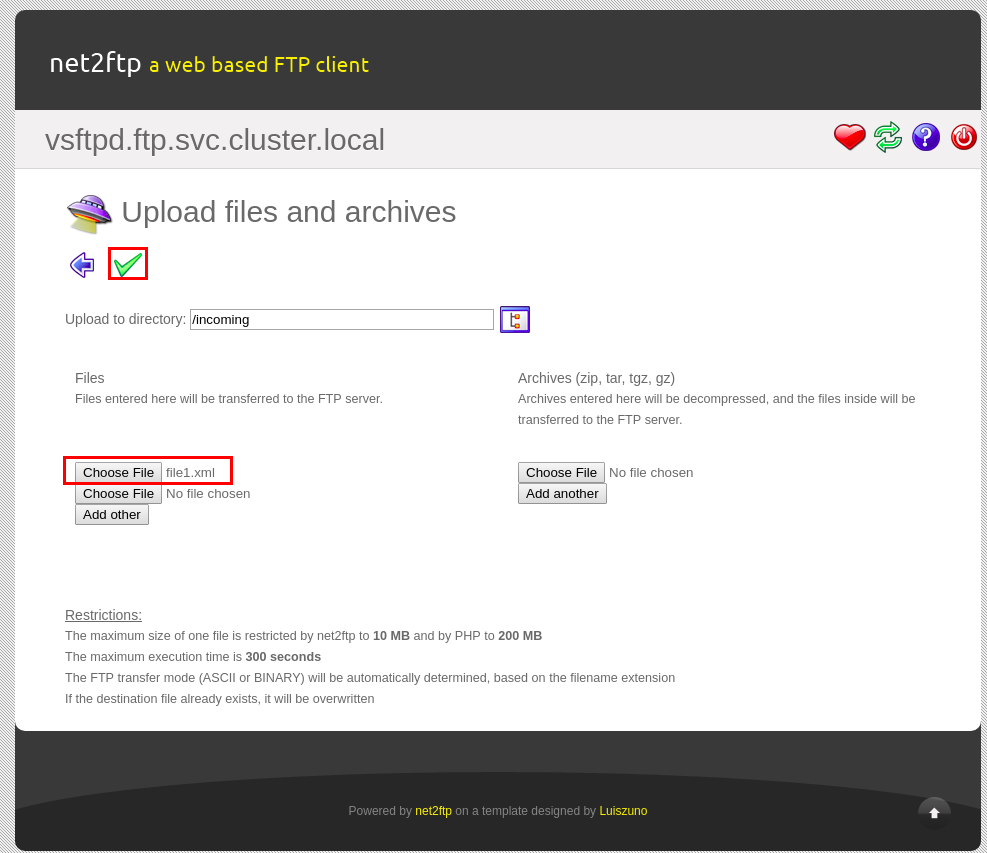 net2ftp a web based FTP client
vsftpd.ftp.svc.cluster.local
?
Upload files and archives
Upload to directory: /incoming
Files
Files entered here will be transferred to the FTP server.
Choose File file1.xml
Choose File No file chosen
Add other
Archives (zip, tar, tgz, gz)
Archives entered here will be decompressed, and the files inside will be
transferred to the FTP server.
Choose File No file chosen
Add another
Restrictions:
The maximum size of one file is restricted by net2ftp to 10 MB and by PHP to 200 MB
The maximum execution time is 300 seconds
The FTP transfer mode (ASCII or BINARY) will be automatically determined, based on the filename extension
If the destination file already exists, it will be overwritten
Powered by net2ftp on a template designed by Luiszuno